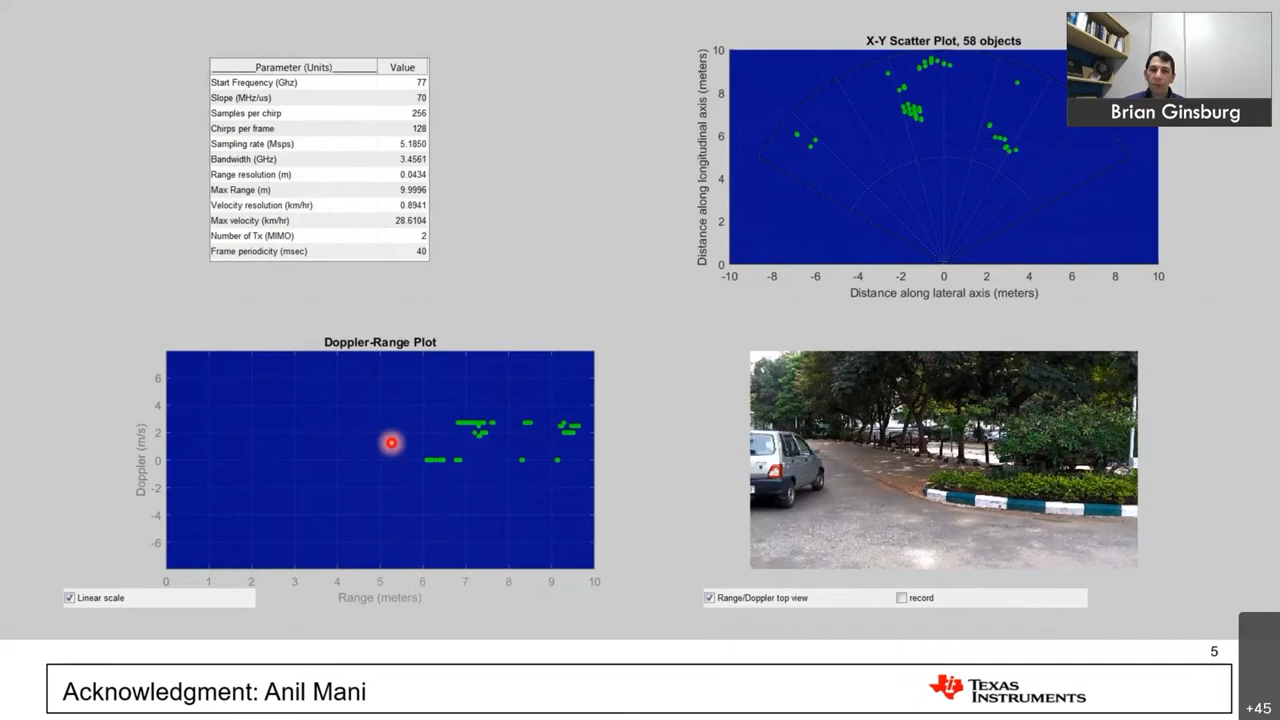 _____Parameter (Units)_____ Value
Start Frequency (Ghz) 77
Slope (MHz/us) 70
Samples per chirp 256
Chirps per frame 128
Sampling rate (Msps) 5.1850
Bandwidth (GHz) 3.4561
Range resolution (m) 0.0434
Max Range (m) 9.9996
Velocity resolution (km/hr) 0.8941
Max velocity (km/hr) 28.6104
Number of Tx (MIMO) 2
Frame periodicity (msec) 40
X-Y Scatter Plot, 58 objects
Distance along longitudinal axis (meters)
10
8
6
4
2
0
-10 -8 -6 -4 -2 0 2 4 6 8 10
Distance along lateral axis (meters)
Brian Ginsburg
Doppler-Range Plot
Doppler (m/s)
6
4
2
0
-2
-4
-6
0 1 2 3 4 5 6 7 8 9 10
Range (meters)
Linear scale
Range/Doppler top view
record
5
Acknowledgment: Anil Mani
TEXAS
INSTRUMENTS
+45